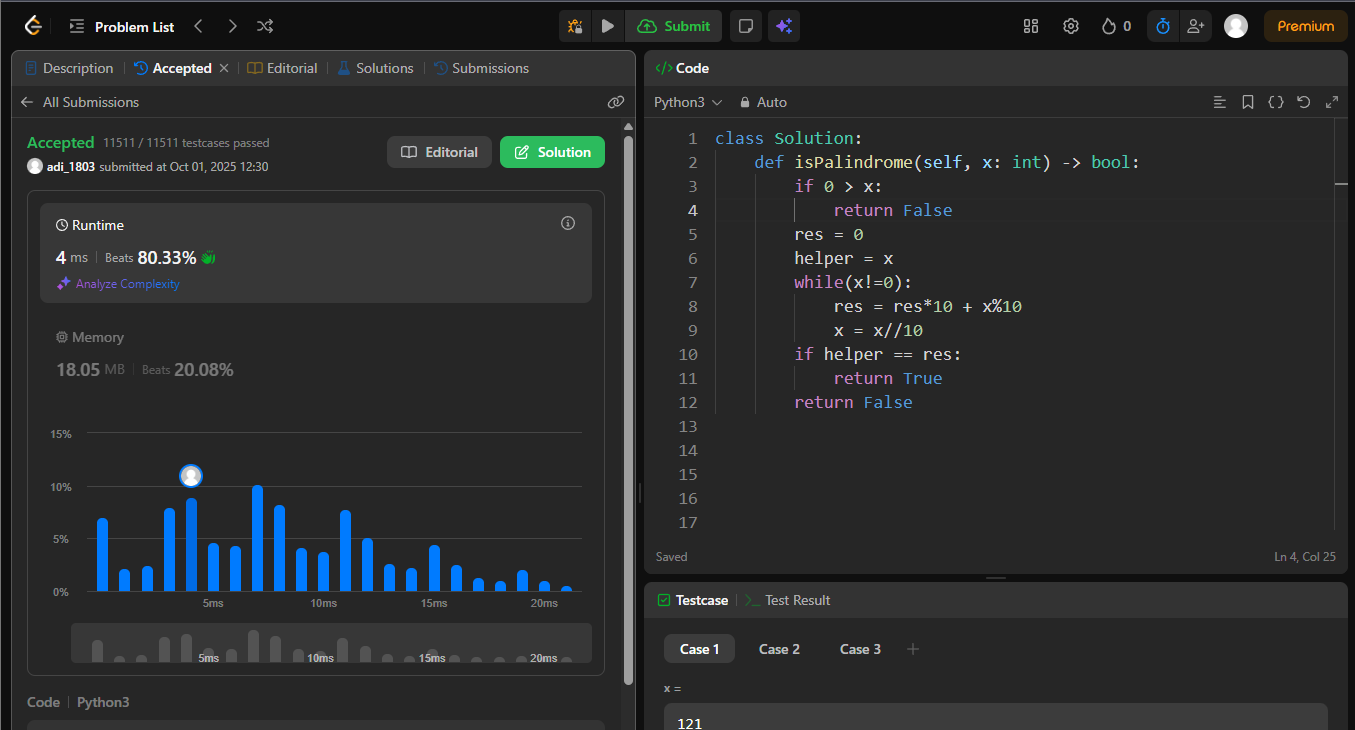 Problem List
Submit
0
Premium
Description
Accepted
Editorial
Solutions
Submissions
All Submissions
Accepted 11511 / 11511 testcases passed
adi_1803 submitted at Oct 01, 2025 12:30
Editorial
Solution
Runtime
4 ms | Beats 80.33%
Analyze Complexity
Memory
18.05 MB | Beats 20.08%
15%
10%
5%
0%
5ms 10ms 15ms 20ms
5ms 10ms 15ms 20ms
Code | Python3
</> Code
Python3 Auto
1 class Solution:
2     def isPalindrome(self, x: int) -> bool:
3         if 0 > x:
4             return False
5         res = 0
6         helper = x
7         while(x!=0):
8             res = res*10 + x%10
9             x = x//10
10         if helper == res:
11             return True
12         return False
13
14
15
16
17
Saved
Ln 4, Col 25
Testcase
>_ Test Result
Case 1
Case 2
Case 3
+
x =
121